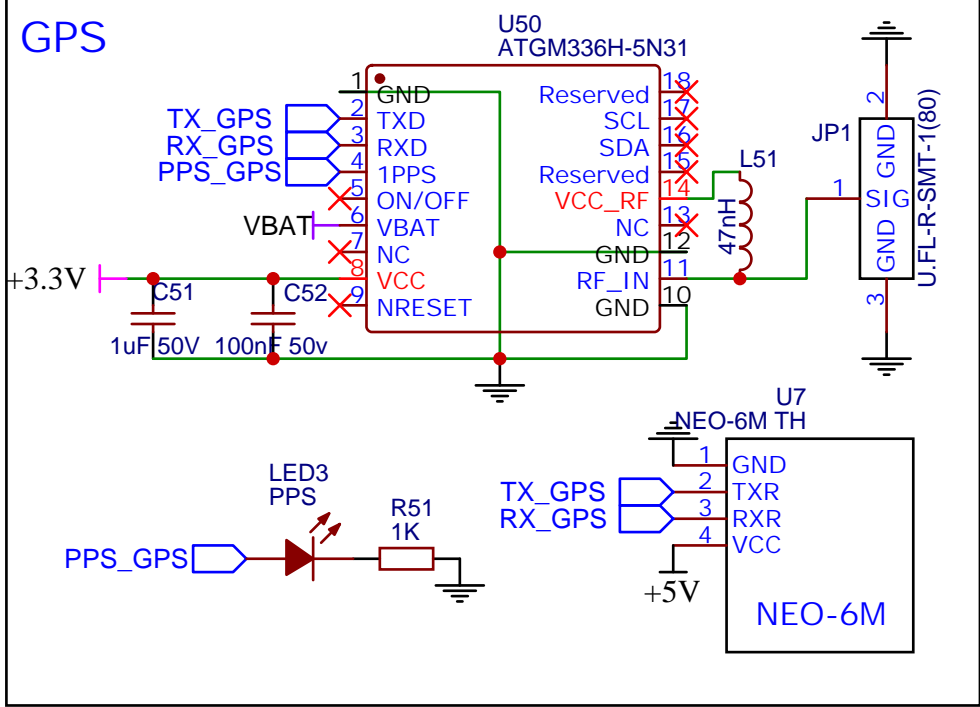 GPS
U50
ATGM336H-5N31
1 GND
TX_GPS 2 TXD
RX_GPS 3 RXD
PPS_GPS 4 1PPS
5 ON/OFF
VBAT 6 VBAT
7 NC
+3.3V 8 VCC
9 NRESET
Reserved 18
SCL 17
SDA 16
Reserved 15
VCC_RF 14
NC 13
GND 12
RF_IN 11
GND 10
C51
1uF 50V
C52
100nF 50v
L51
47nH
JP1
2 GND
1 SIG
GND 3
U.FL-R-SMT-1(80)
LED3
PPS
PPS_GPS
R51
1K
U7
NEO-6M TH
1 GND
TX_GPS 2 TXR
RX_GPS 3 RXR
4 VCC
+5V
NEO-6M